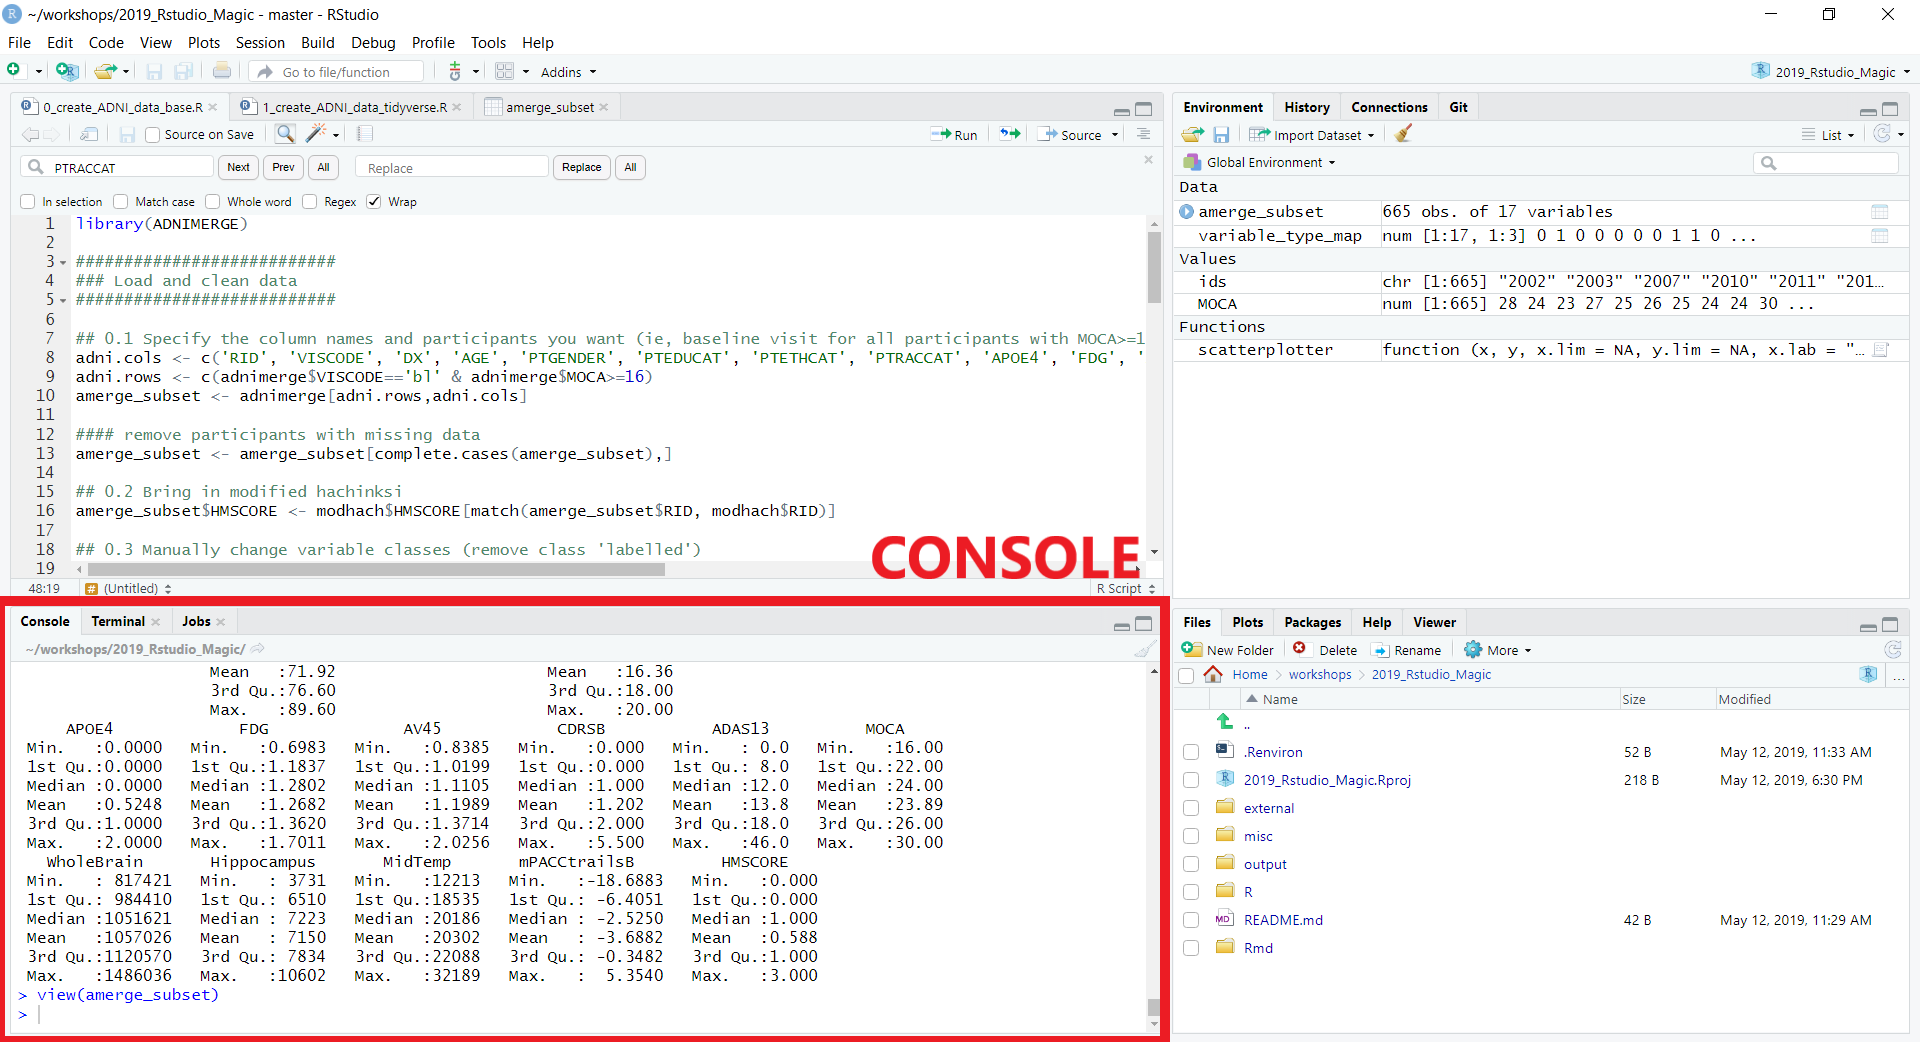 ~/workshops/2019_Rstudio_Magic - master - RStudio
File Edit Code View Plots Session Build Debug Profile Tools Help
Go to file/function Addins 2019_Rstudio_Magic
0_create_ADNI_data_base.R 1_create_ADNI_data_tidyverse.R amerge_subset
Source on Save Run Source
PTRACCAT Next Prev All Replace Replace All
In selection Match case Whole word Regex Wrap
1 library(ADNIMERGE)
2
3 ###########################
4 ### Load and clean data
5 ###########################
6
7 ## 0.1 Specify the column names and participants you want (ie, baseline visit for all participants with MOCA>=1
8 adni.cols <- c('RID', 'VISCODE', 'DX', 'AGE', 'PTGENDER', 'PTEDUCAT', 'PTETHCAT', 'PTRACCAT', 'APOE4', 'FDG', '
9 adni.rows <- c(adnimerge$VISCODE=='bl' & adnimerge$MOCA>=16)
10 amerge_subset <- adnimerge[adni.rows,adni.cols]
11
12 #### remove participants with missing data
13 amerge_subset <- amerge_subset[complete.cases(amerge_subset),]
14
15 ## 0.2 Bring in modified hachinksi
16 amerge_subset$HMSCORE <- modhach$HMSCORE[match(amerge_subset$RID, modhach$RID)]
17
18 ## 0.3 Manually change variable classes (remove class 'labelled')
19
CONSOLE
48:19 # (Untitled) R Script
Console Terminal Jobs
~/workshops/2019_Rstudio_Magic/
Mean :71.92 Mean :16.36
3rd Qu.:76.60 3rd Qu.:18.00
Max. :89.60 Max. :20.00
APOE4 FDG AV45 CDRSB ADAS13 MOCA
Min. :0.0000 Min. :0.6983 Min. :0.8385 Min. :0.000 Min. : 0.0 Min. :16.00
1st Qu.:0.0000 1st Qu.:1.1837 1st Qu.:1.0199 1st Qu.:0.000 1st Qu.: 8.0 1st Qu.:22.00
Median :0.0000 Median :1.2802 Median :1.1105 Median :1.000 Median :12.0 Median :24.00
Mean :0.5248 Mean :1.2682 Mean :1.1989 Mean :1.202 Mean :13.8 Mean :23.89
3rd Qu.:1.0000 3rd Qu.:1.3620 3rd Qu.:1.3714 3rd Qu.:2.000 3rd Qu.:18.0 3rd Qu.:26.00
Max. :2.0000 Max. :1.7011 Max. :2.0256 Max. :5.500 Max. :46.0 Max. :30.00
WholeBrain Hippocampus MidTemp mPACCtrailsB HMSCORE
Min. : 817421 Min. : 3731 Min. :12213 Min. :-18.6883 Min. :0.000
1st Qu.: 984410 1st Qu.: 6510 1st Qu.:18535 1st Qu.: -6.4051 1st Qu.:0.000
Median :1051621 Median : 7223 Median :20186 Median : -2.5250 Median :1.000
Mean :1057026 Mean : 7150 Mean :20302 Mean : -3.6882 Mean :0.588
3rd Qu.:1120570 3rd Qu.: 7834 3rd Qu.:22088 3rd Qu.: -0.3482 3rd Qu.:1.000
Max. :1486036 Max. :10602 Max. :32189 Max. : 5.3540 Max. :3.000
> view(amerge_subset)
>
Environment History Connections Git
Import Dataset List
Global Environment
Data
amerge_subset 665 obs. of 17 variables
variable_type_map num [1:17, 1:3] 0 1 0 0 0 0 0 1 1 0 ...
Values
ids chr [1:665] "2002" "2003" "2007" "2010" "2011" "201…
MOCA num [1:665] 28 24 23 27 25 26 25 24 24 30 ...
Functions
scatterplotter function (x, y, x.lim = NA, y.lim = NA, x.lab = "…
Files Plots Packages Help Viewer
New Folder Delete Rename More
Home workshops 2019_Rstudio_Magic ...
Name Size Modified
..
.Renviron 52 B May 12, 2019, 11:33 AM
2019_Rstudio_Magic.Rproj 218 B May 12, 2019, 6:30 PM
external
misc
output
R
README.md 42 B May 12, 2019, 11:29 AM
Rmd